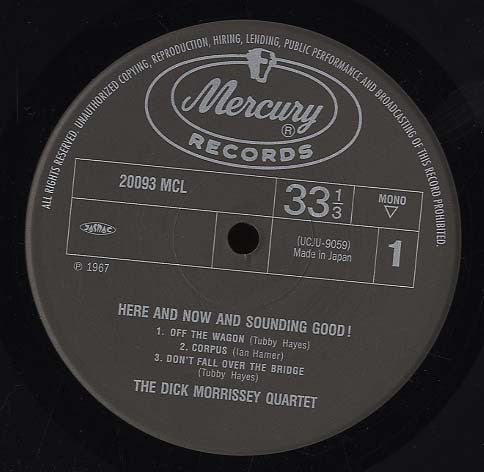 ALL RIGHTS RESERVED. UNAUTHORIZED COPYING, REPRODUCTION, HIRING, LENDING, PUBLIC PERFORMANCE AND BROADCASTING OF THIS RECORD PROHIBITED.
Mercury®
RECORDS
20093 MCL
33 1/3
MONO
▽
JASRAC
(UCJU-9059)
Made in Japan
1
℗ 1967
HERE AND NOW AND SOUNDING GOOD!
1. OFF THE WAGON (Tubby Hayes)
2. CORPUS (Ian Hamer)
3. DON'T FALL OVER THE BRIDGE
(Tubby Hayes)
THE DICK MORRISSEY QUARTET